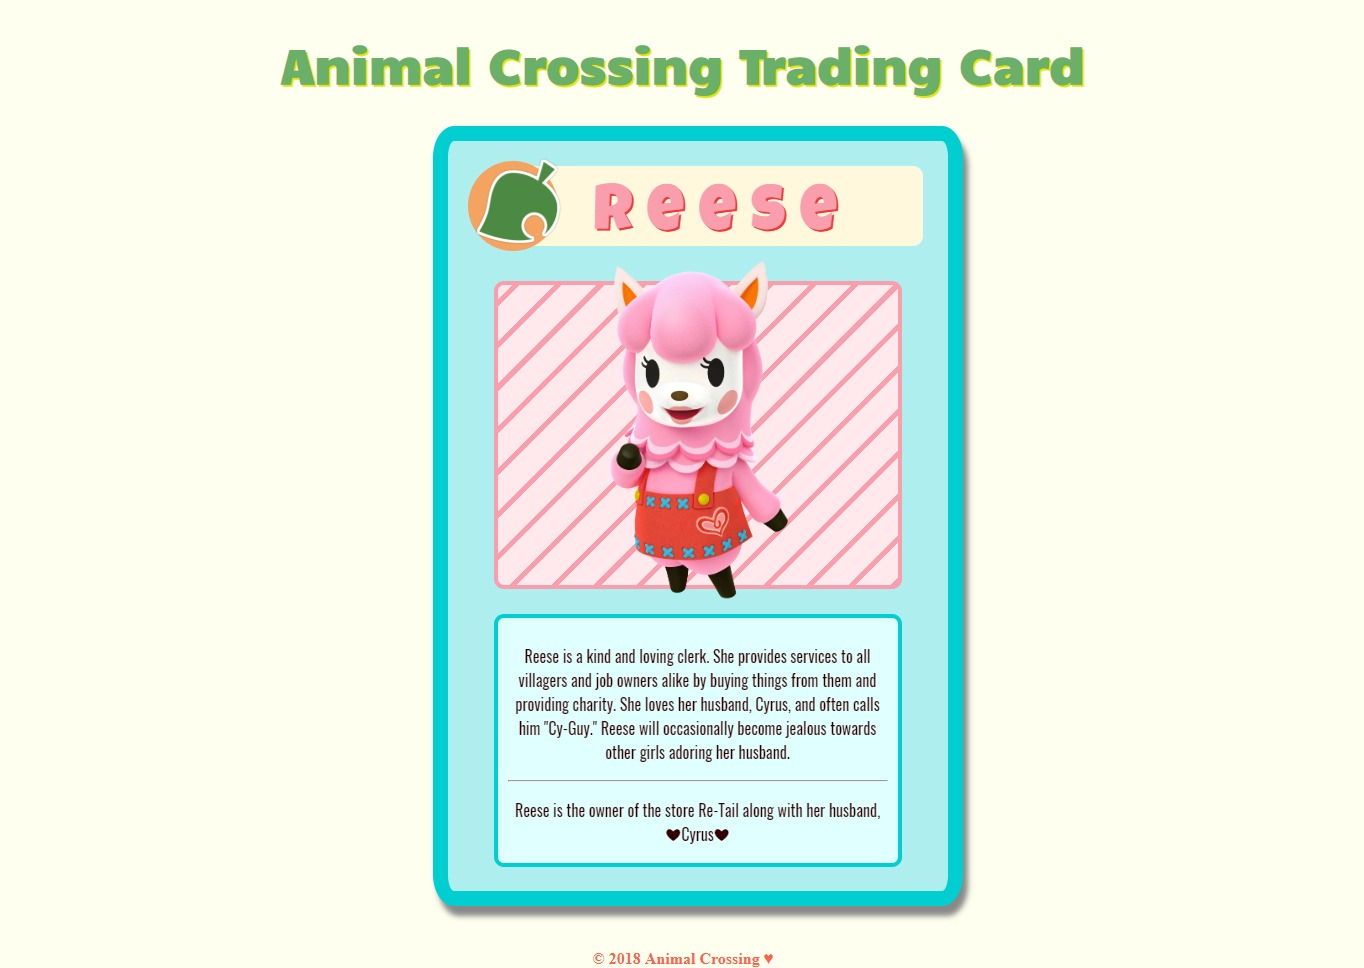 Animal Crossing Trading Card
Reese
Reese is a kind and loving clerk. She provides services to all
villagers and job owners alike by buying things from them and
providing charity. She loves her husband, Cyrus, and often calls
him "Cy-Guy." Reese will occasionally become jealous towards
other girls adoring her husband.
Reese is the owner of the store Re-Tail along with her husband,
♥Cyrus♥
© 2018 Animal Crossing ♥